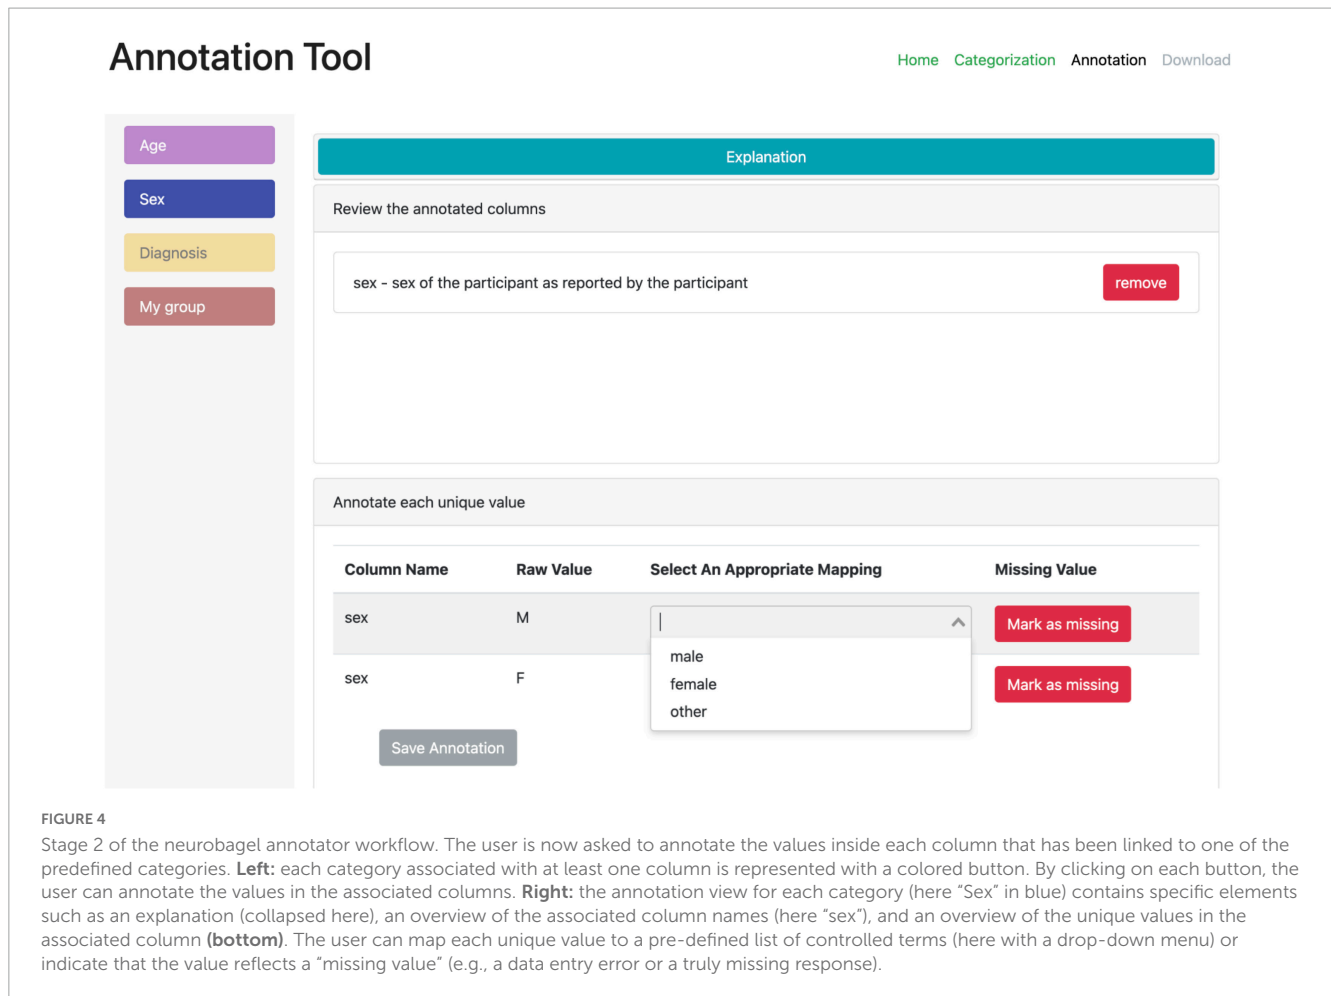 Annotation Tool
Home Categorization Annotation Download
Age
Sex
Diagnosis
My group
Explanation
Review the annotated columns
sex - sex of the participant as reported by the participant
remove
Annotate each unique value
Column Name Raw Value Select An Appropriate Mapping Missing Value
sex M Mark as missing
male
female
other
sex F Mark as missing
Save Annotation
FIGURE 4
Stage 2 of the neurobagel annotator workflow. The user is now asked to annotate the values inside each column that has been linked to one of the
predefined categories. Left: each category associated with at least one column is represented with a colored button. By clicking on each button, the
user can annotate the values in the associated columns. Right: the annotation view for each category (here “Sex” in blue) contains specific elements
such as an explanation (collapsed here), an overview of the associated column names (here “sex”), and an overview of the unique values in the
associated column (bottom). The user can map each unique value to a pre-defined list of controlled terms (here with a drop-down menu) or
indicate that the value reflects a “missing value” (e.g., a data entry error or a truly missing response).